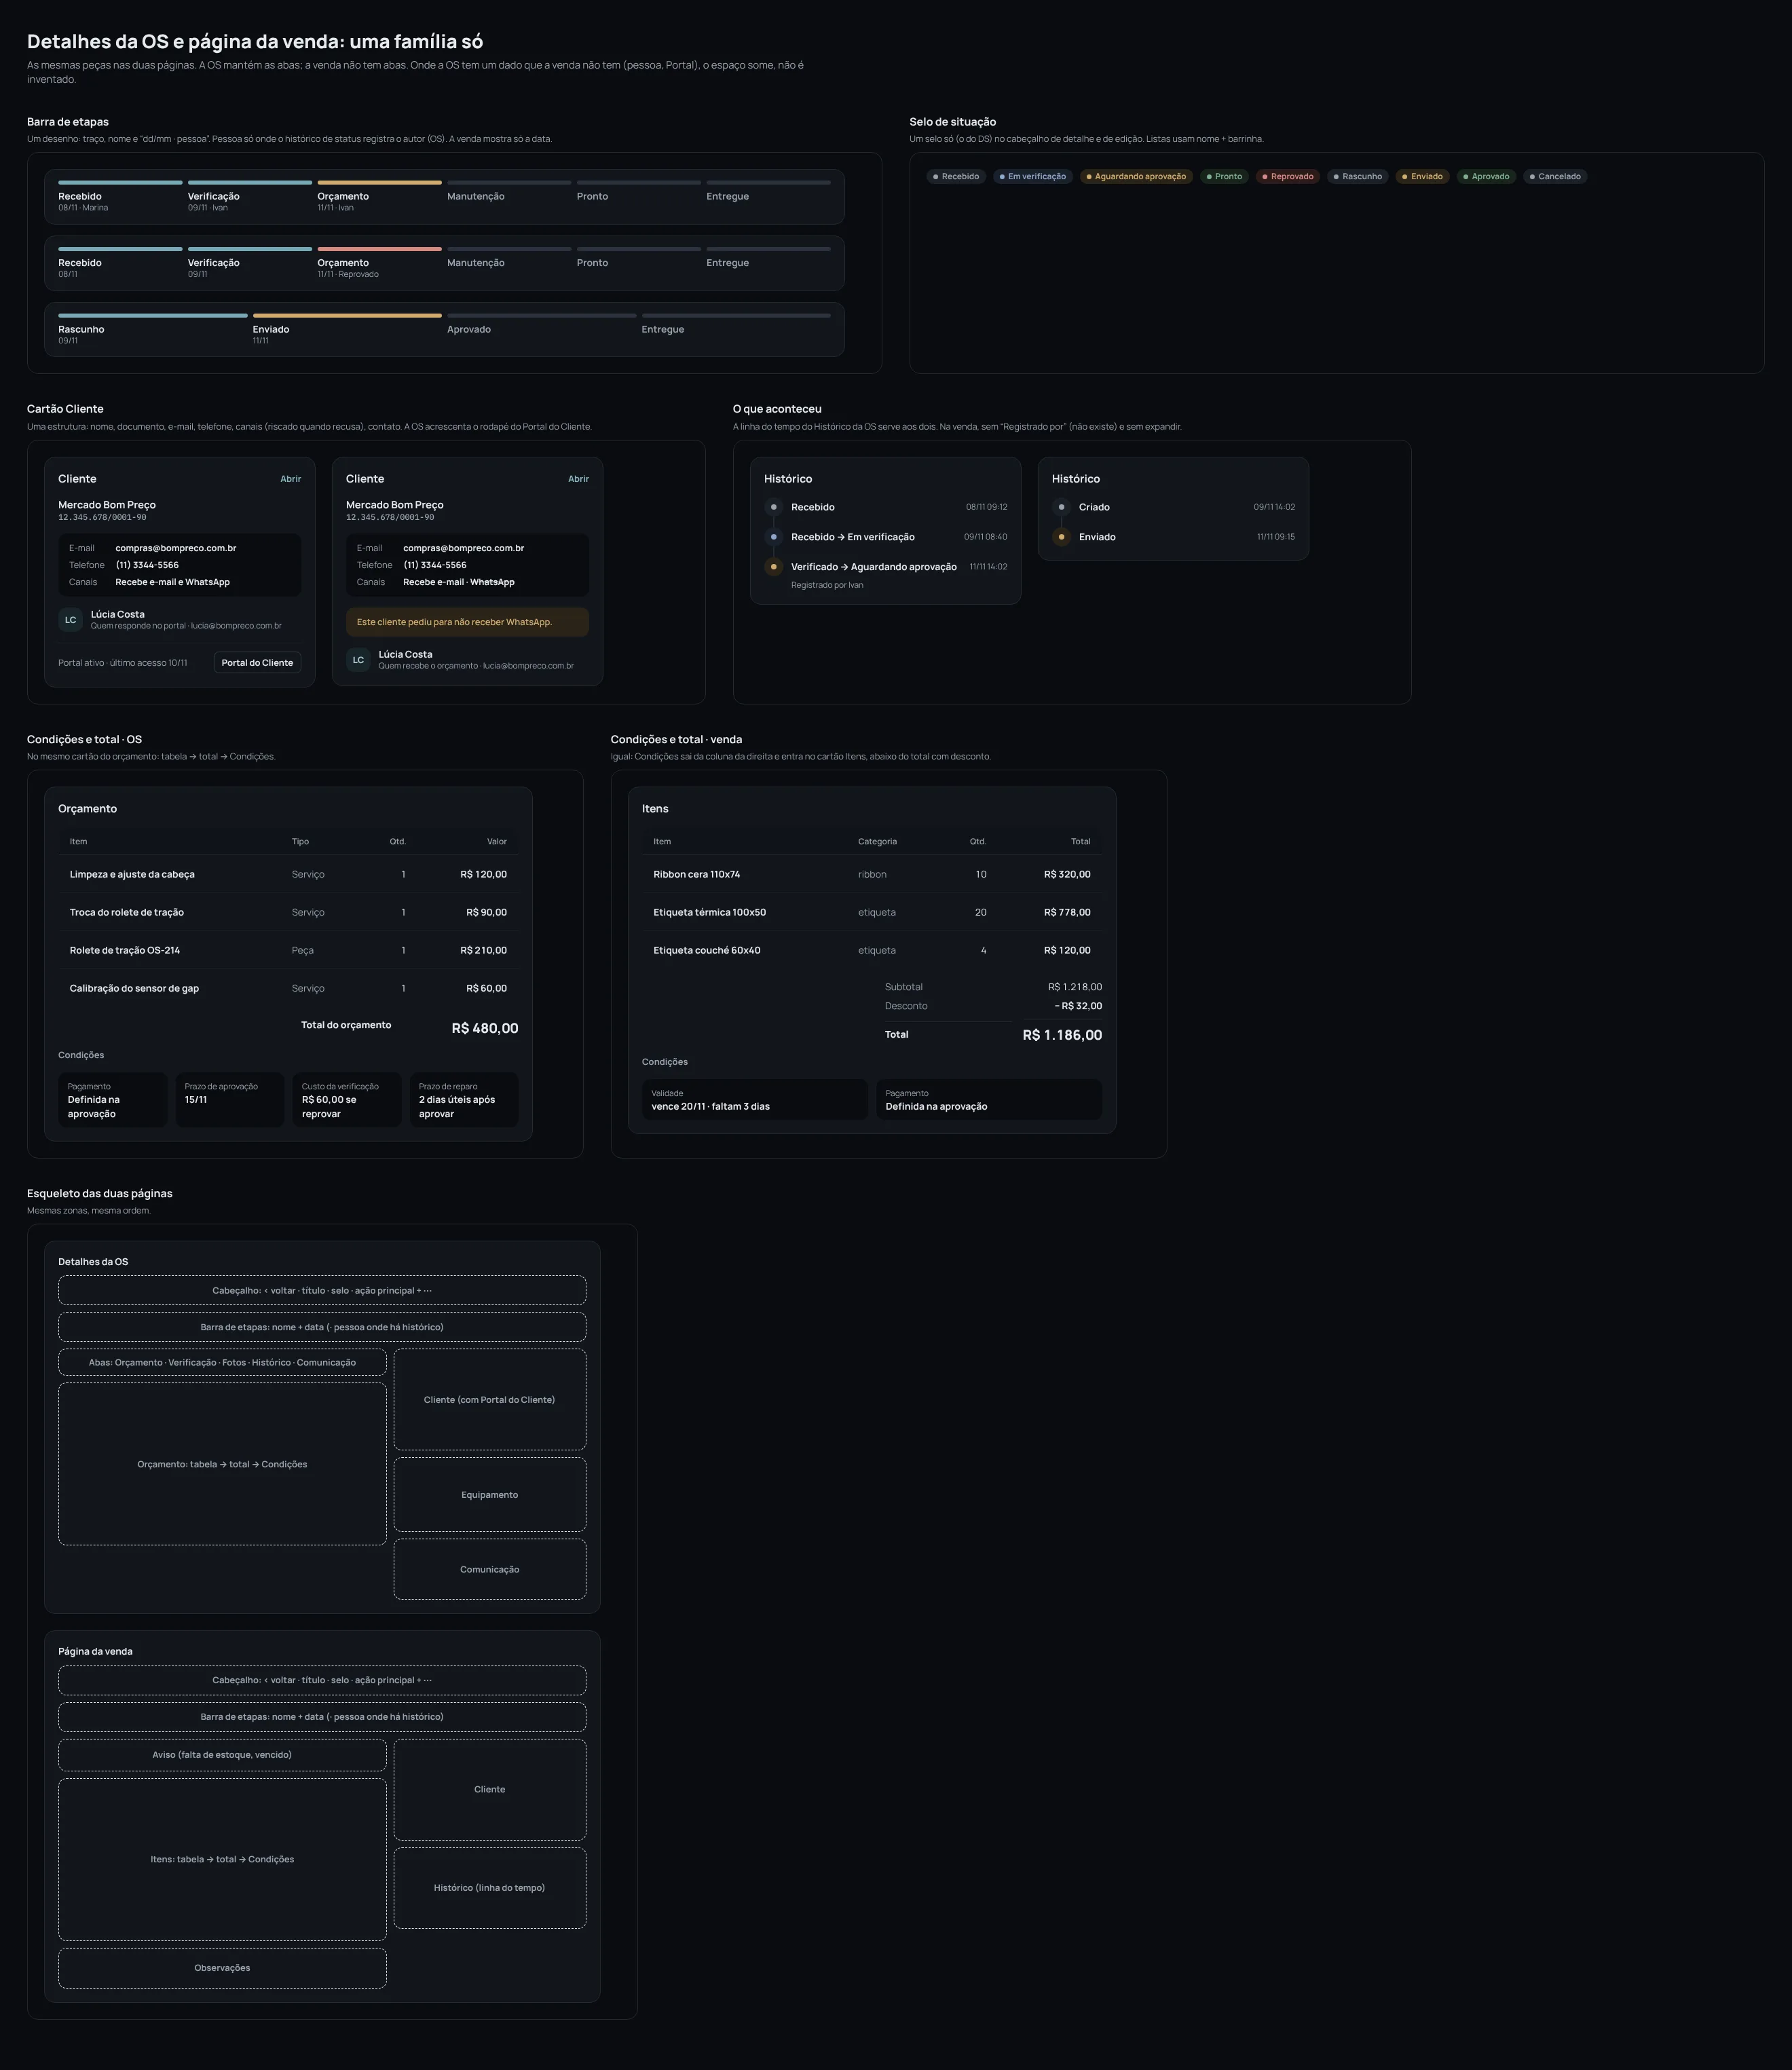 Detalhes da OS e página da venda: uma família só
As mesmas peças nas duas páginas. A OS mantém as abas; a venda não tem abas. Onde a OS tem um dado que a venda não tem (pessoa, Portal), o espaço some, não é
inventado.
Barra de etapas
Um desenho: traço, nome e "dd/mm · pessoa". Pessoa só onde o histórico de status registra o autor (OS). A venda mostra só a data.
Recebido
08/11 · Marina
Verificação
09/11 · Ivan
Orçamento
11/11 · Ivan
Manutenção
Pronto
Entregue
Recebido
08/11
Verificação
09/11
Orçamento
11/11 · Reprovado
Manutenção
Pronto
Entregue
Rascunho
09/11
Enviado
11/11
Aprovado
Entregue
Selo de situação
Um selo só (o do DS) no cabeçalho de detalhe e de edição. Listas usam nome + barrinha.
Recebido
Em verificação
Aguardando aprovação
Pronto
Reprovado
Rascunho
Enviado
Aprovado
Cancelado
Cartão Cliente
Uma estrutura: nome, documento, e-mail, telefone, canais (riscado quando recusa), contato. A OS acrescenta o rodapé do Portal do Cliente.
Cliente Abrir
Mercado Bom Preço
12.345.678/0001-90
E-mail compras@bompreco.com.br
Telefone (11) 3344-5566
Canais Recebe e-mail e WhatsApp
LC
Lúcia Costa
Quem responde no portal · lucia@bompreco.com.br
Portal ativo · último acesso 10/11
Portal do Cliente
Cliente Abrir
Mercado Bom Preço
12.345.678/0001-90
E-mail compras@bompreco.com.br
Telefone (11) 3344-5566
Canais Recebe e-mail · WhatsApp
Este cliente pediu para não receber WhatsApp.
LC
Lúcia Costa
Quem recebe o orçamento · lucia@bompreco.com.br
O que aconteceu
A linha do tempo do Histórico da OS serve aos dois. Na venda, sem "Registrado por" (não existe) e sem expandir.
Histórico
Recebido 08/11 09:12
Recebido → Em verificação 09/11 08:40
Verificado → Aguardando aprovação 11/11 14:02
Registrado por Ivan
Histórico
Criado 09/11 14:02
Enviado 11/11 09:15
Condições e total · OS
No mesmo cartão do orçamento: tabela → total → Condições.
Orçamento
Item Tipo Qtd. Valor
Limpeza e ajuste da cabeça Serviço 1 R$ 120,00
Troca do rolete de tração Serviço 1 R$ 90,00
Rolete de tração OS-214 Peça 1 R$ 210,00
Calibração do sensor de gap Serviço 1 R$ 60,00
Total do orçamento R$ 480,00
Condições
Pagamento
Definida na
aprovação
Prazo de aprovação
15/11
Custo da verificação
R$ 60,00 se
reprovar
Prazo de reparo
2 dias úteis após
aprovar
Condições e total · venda
Igual: Condições sai da coluna da direita e entra no cartão Itens, abaixo do total com desconto.
Itens
Item Categoria Qtd. Total
Ribbon cera 110x74 ribbon 10 R$ 320,00
Etiqueta térmica 100x50 etiqueta 20 R$ 778,00
Etiqueta couché 60x40 etiqueta 4 R$ 120,00
Subtotal R$ 1.218,00
Desconto – R$ 32,00
Total R$ 1.186,00
Condições
Validade
vence 20/11 · faltam 3 dias
Pagamento
Definida na aprovação
Esqueleto das duas páginas
Mesmas zonas, mesma ordem.
Detalhes da OS
Cabeçalho: ‹ voltar · título · selo · ação principal + ···
Barra de etapas: nome + data (· pessoa onde há histórico)
Abas: Orçamento · Verificação · Fotos · Histórico · Comunicação
Orçamento: tabela → total → Condições
Cliente (com Portal do Cliente)
Equipamento
Comunicação
Página da venda
Cabeçalho: ‹ voltar · título · selo · ação principal + ···
Barra de etapas: nome + data (· pessoa onde há histórico)
Aviso (falta de estoque, vencido)
Itens: tabela → total → Condições
Observações
Cliente
Histórico (linha do tempo)